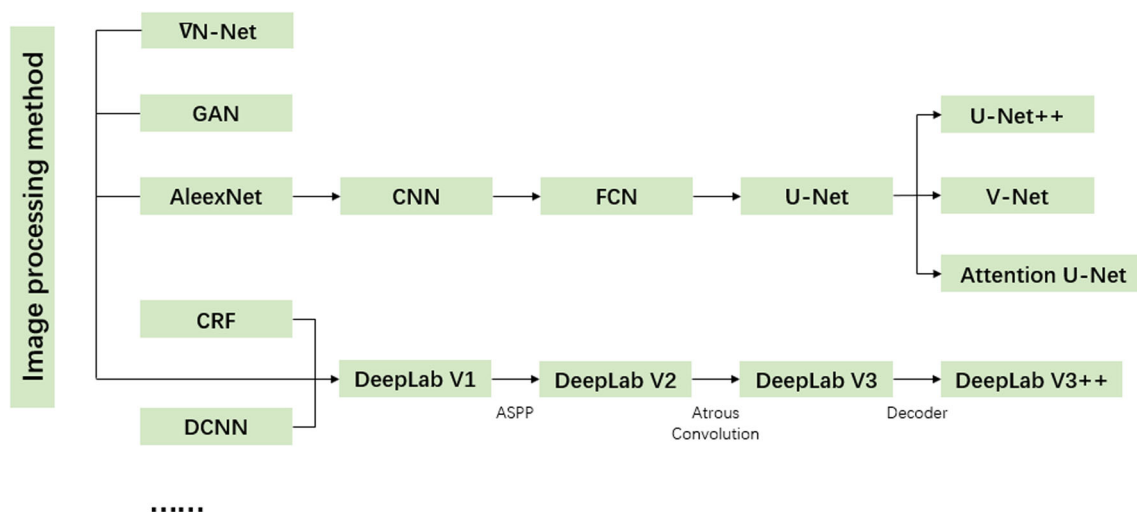 Image processing method
∇N-Net
GAN
AleexNet
CNN
FCN
U-Net
U-Net++
V-Net
Attention U-Net
CRF
DCNN
DeepLab V1
ASPP
DeepLab V2
Atrous
Convolution
DeepLab V3
Decoder
DeepLab V3++
......